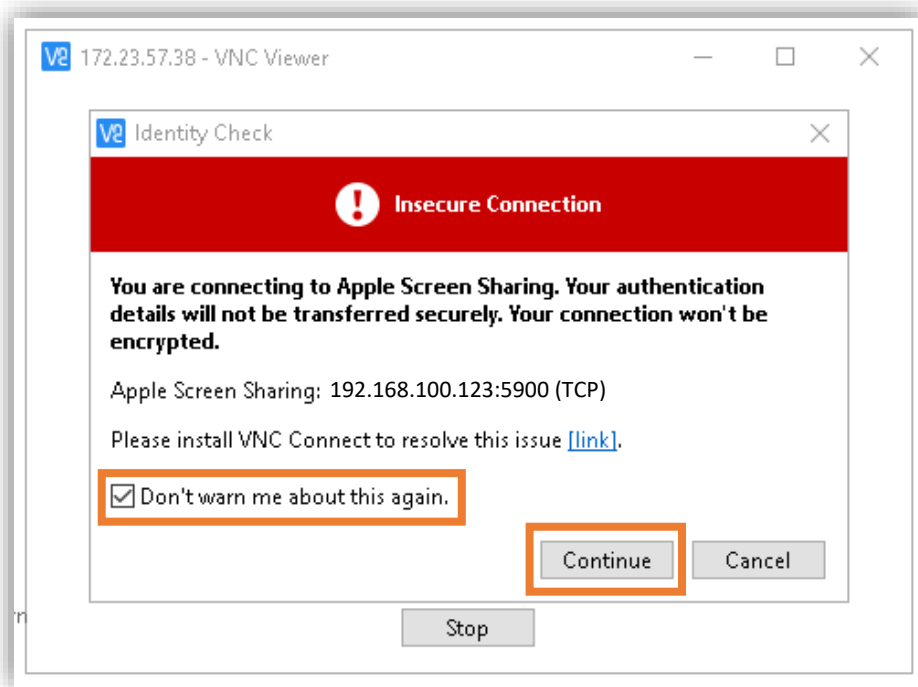 V2 172.23.57.38 - VNC Viewer
V2 Identity Check
Insecure Connection
You are connecting to Apple Screen Sharing. Your authentication
details will not be transferred securely. Your connection won't be
encrypted.
Apple Screen Sharing: 192.168.100.123:5900 (TCP)
Please install VNC Connect to resolve this issue [link].
Don't warn me about this again.
Continue Cancel
Stop